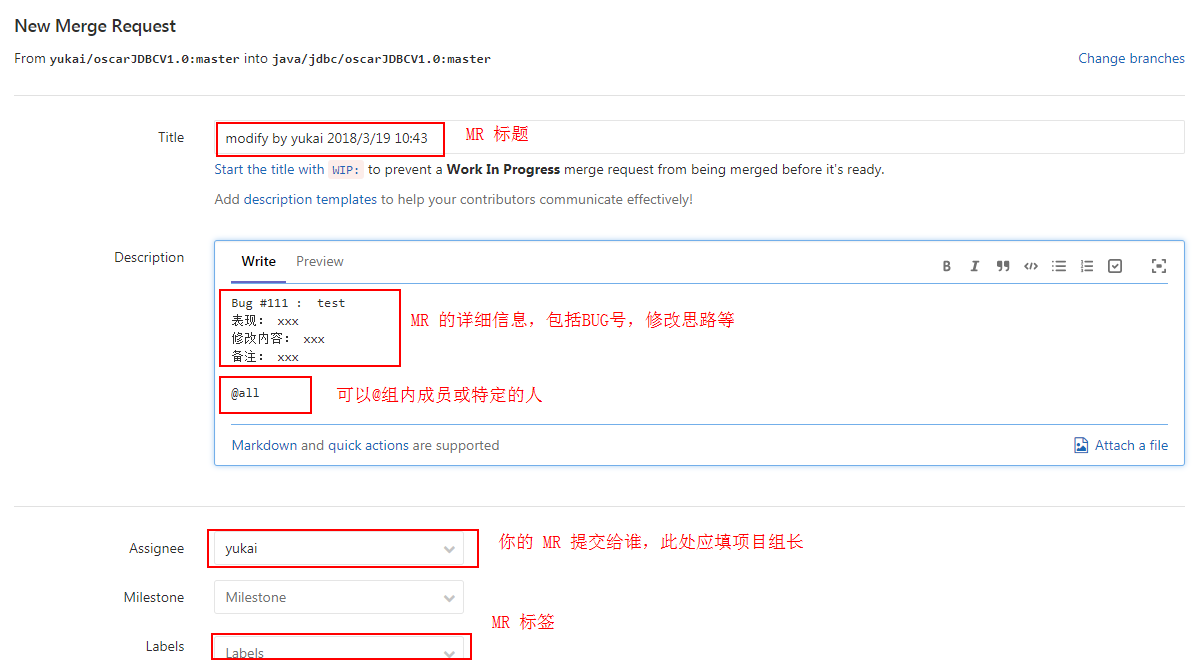 New Merge Request
From yukai/oscarJDBCV1.0:master into java/jdbc/oscarJDBCV1.0:master
Change branches
Title
modify by yukai 2018/3/19 10:43
MR 标题
Start the title with WIP: to prevent a Work In Progress merge request from being merged before it's ready.
Add description templates to help your contributors communicate effectively!
Description
Write
Preview
Bug #111 : test
表现: xxx
修改内容: xxx
备注: xxx
MR 的详细信息，包括BUG号，修改思路等
@all
可以@组内成员或特定的人
Markdown and quick actions are supported
Attach a file
Assignee
yukai
你的 MR 提交给谁，此处应填项目组长
Milestone
Milestone
MR 标签
Labels
Labels